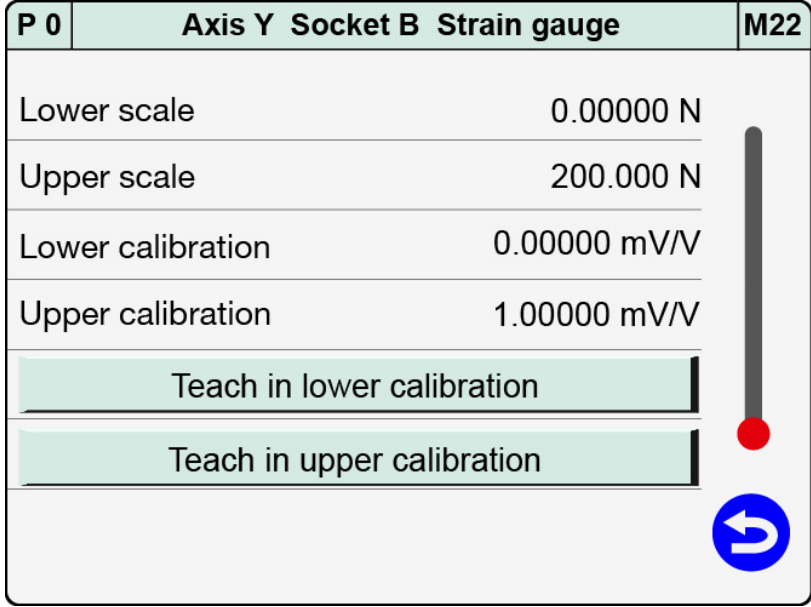 P 0 Axis Y Socket B Strain gauge M22
Lower scale 0.00000 N
Upper scale 200.000 N
Lower calibration 0.00000 mV/V
Upper calibration 1.00000 mV/V
Teach in lower calibration
Teach in upper calibration